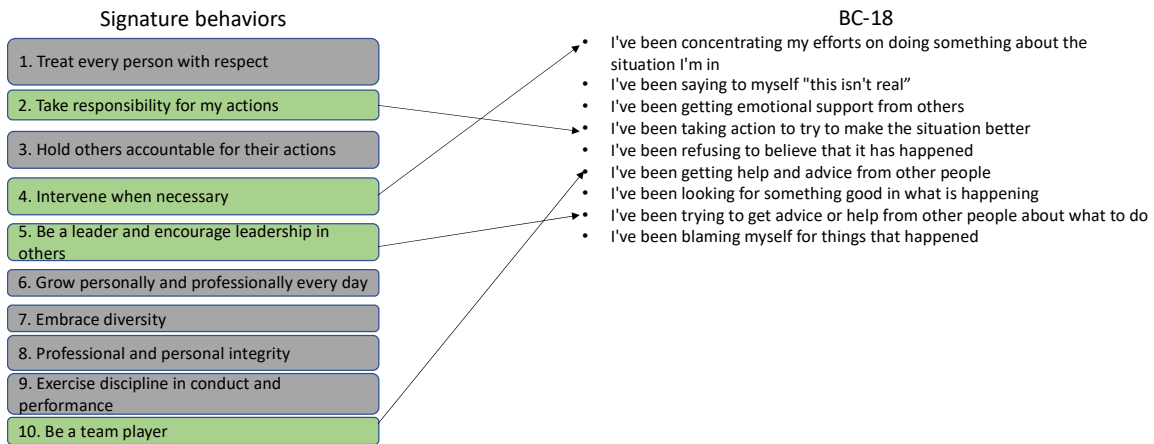 Signature behaviors
1. Treat every person with respect
2. Take responsibility for my actions
3. Hold others accountable for their actions
4. Intervene when necessary
5. Be a leader and encourage leadership in
others
6. Grow personally and professionally every day
7. Embrace diversity
8. Professional and personal integrity
9. Exercise discipline in conduct and
performance
10. Be a team player
BC-18
• I've been concentrating my efforts on doing something about the
situation I'm in
• I've been saying to myself "this isn't real”
• I've been getting emotional support from others
• I've been taking action to try to make the situation better
• I've been refusing to believe that it has happened
• I've been getting help and advice from other people
• I've been looking for something good in what is happening
• I've been trying to get advice or help from other people about what to do
• I've been blaming myself for things that happened